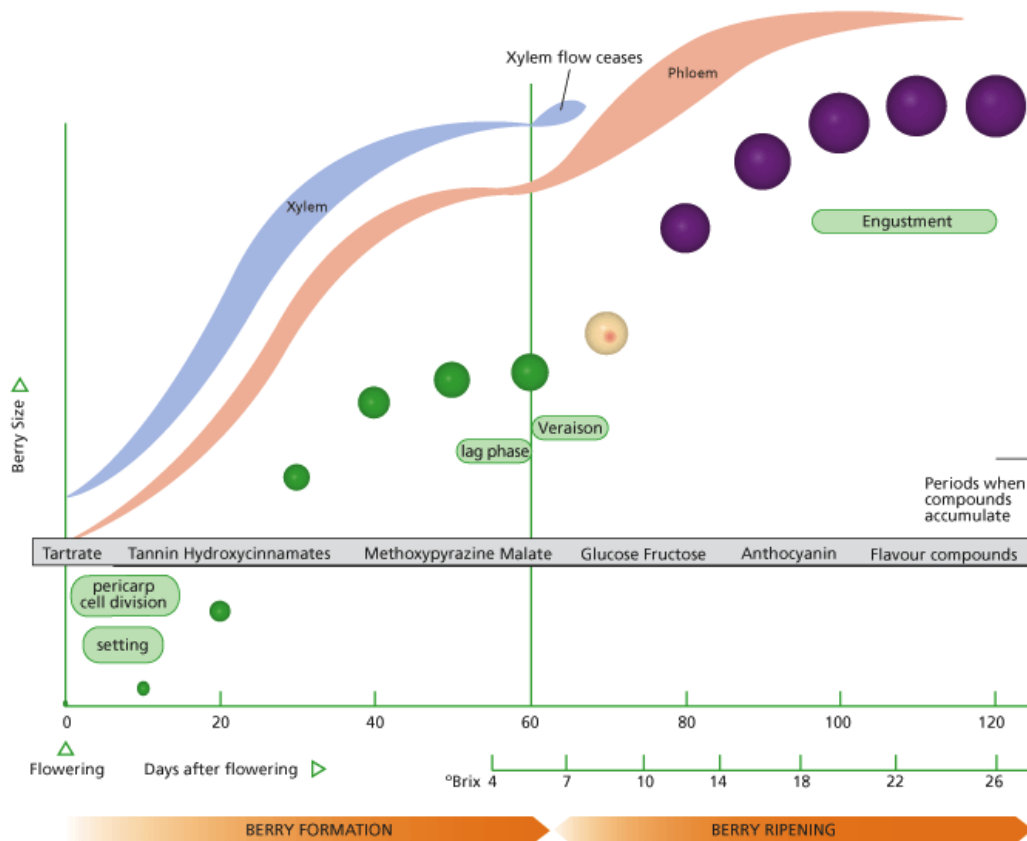 Xylem flow ceases
Phloem
Xylem
Engustment
Veraison
lag phase
Berry Size
Periods when
compounds
accumulate
Tartrate Tannin Hydroxycinnamates Methoxypyrazine Malate Glucose Fructose Anthocyanin Flavour compounds
pericarp
cell division
setting
0 20 40 60 80 100 120
Flowering Days after flowering
°Brix 4 7 10 14 18 22 26
BERRY FORMATION BERRY RIPENING